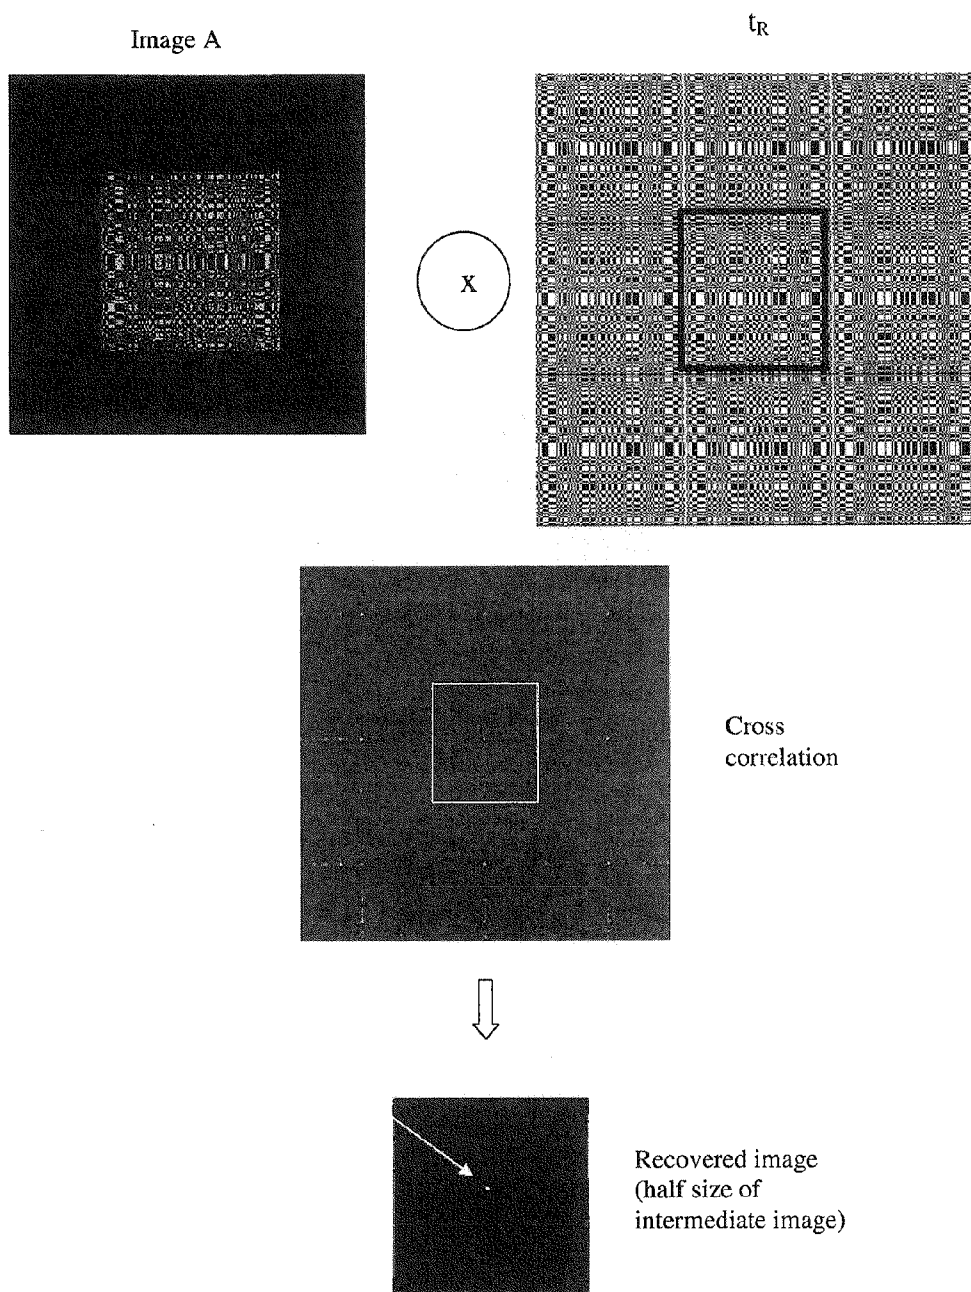 Image A
t_R
x
Cross
correlation
Recovered image
(half size of
intermediate image)